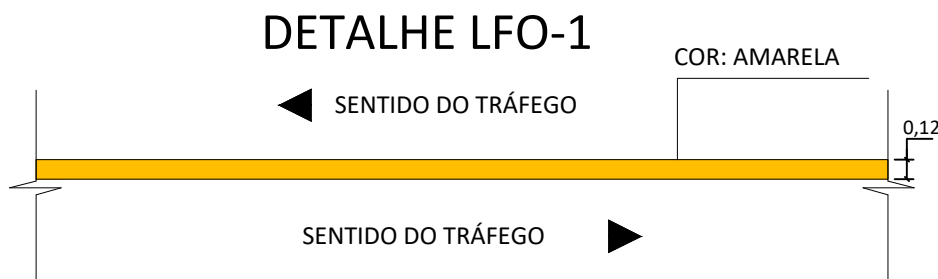 DETALHE LFO-1
COR: AMARELA
SENTIDO DO TRÁFEGO
0,12
SENTIDO DO TRÁFEGO